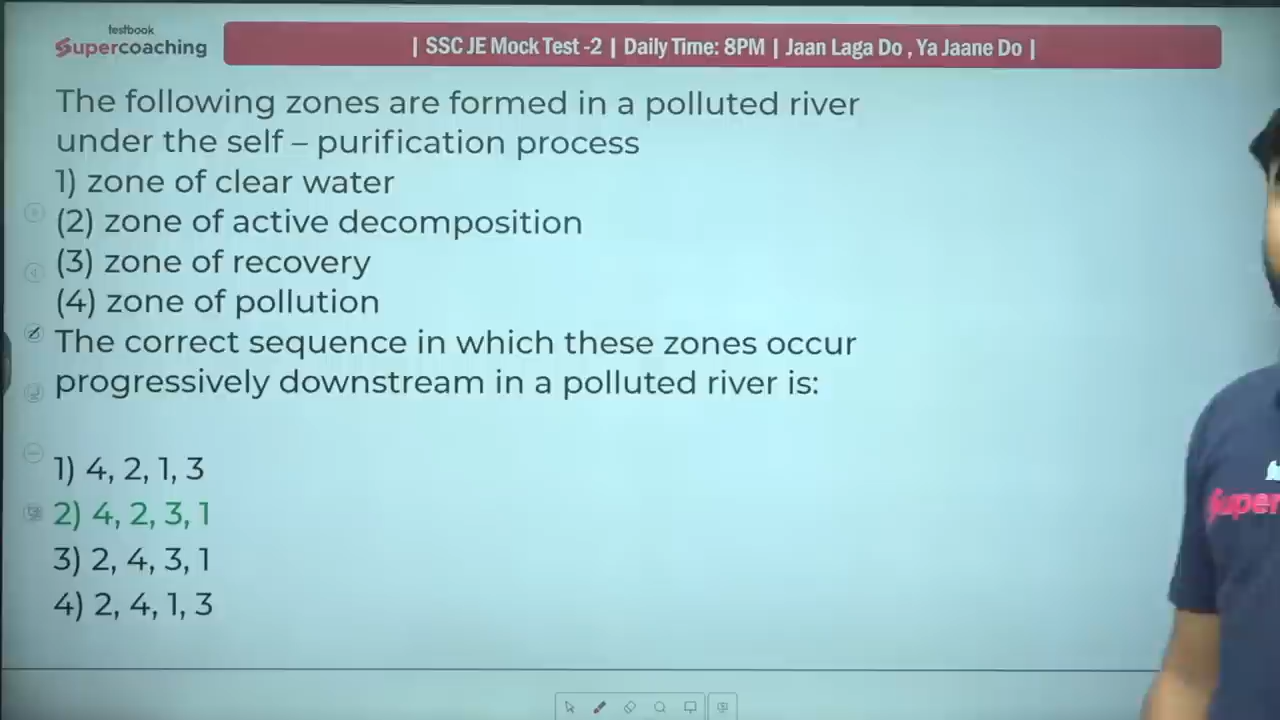 testbook
Supercoaching
| SSC JE Mock Test -2 | Daily Time: 8PM | Jaan Laga Do , Ya Jaane Do |
The following zones are formed in a polluted river
under the self – purification process
1) zone of clear water
(2) zone of active decomposition
(3) zone of recovery
(4) zone of pollution
The correct sequence in which these zones occur
progressively downstream in a polluted river is:
1) 4, 2, 1, 3
2) 4, 2, 3, 1
3) 2, 4, 3, 1
4) 2, 4, 1, 3
Super